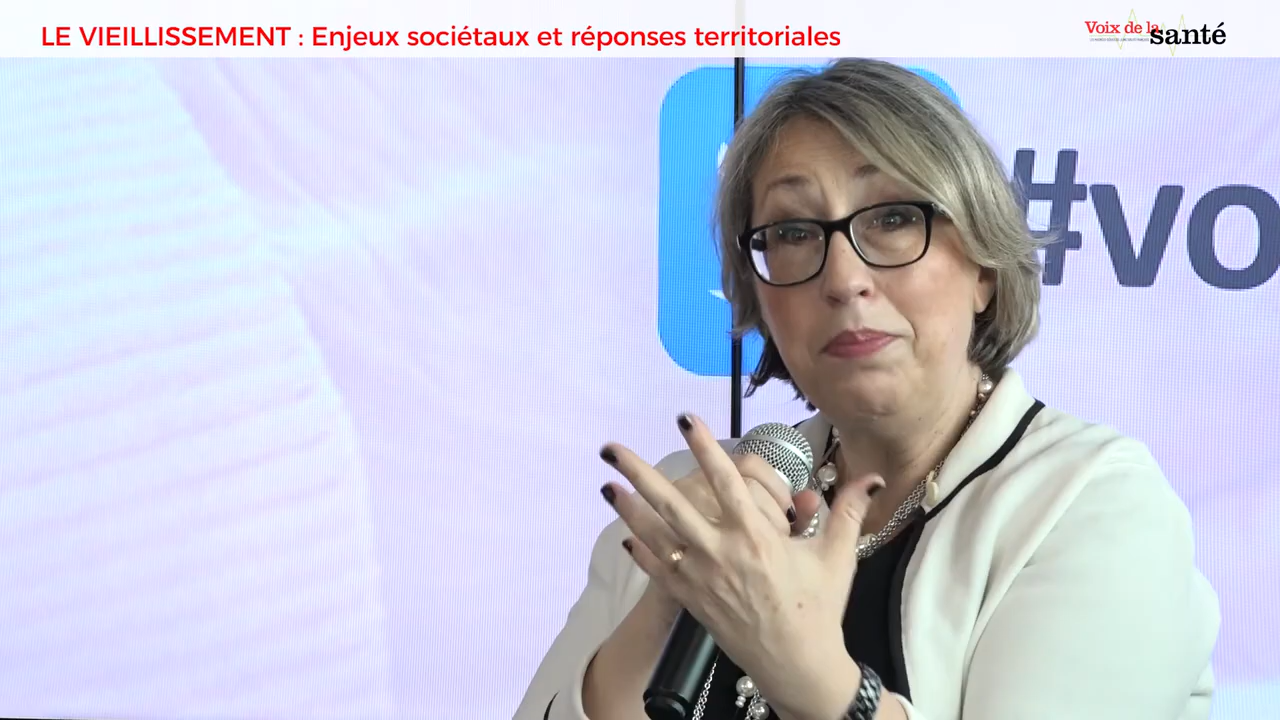 LE VIEILLISSEMENT : Enjeux sociétaux et réponses territoriales
Voix de la
santé
#vo